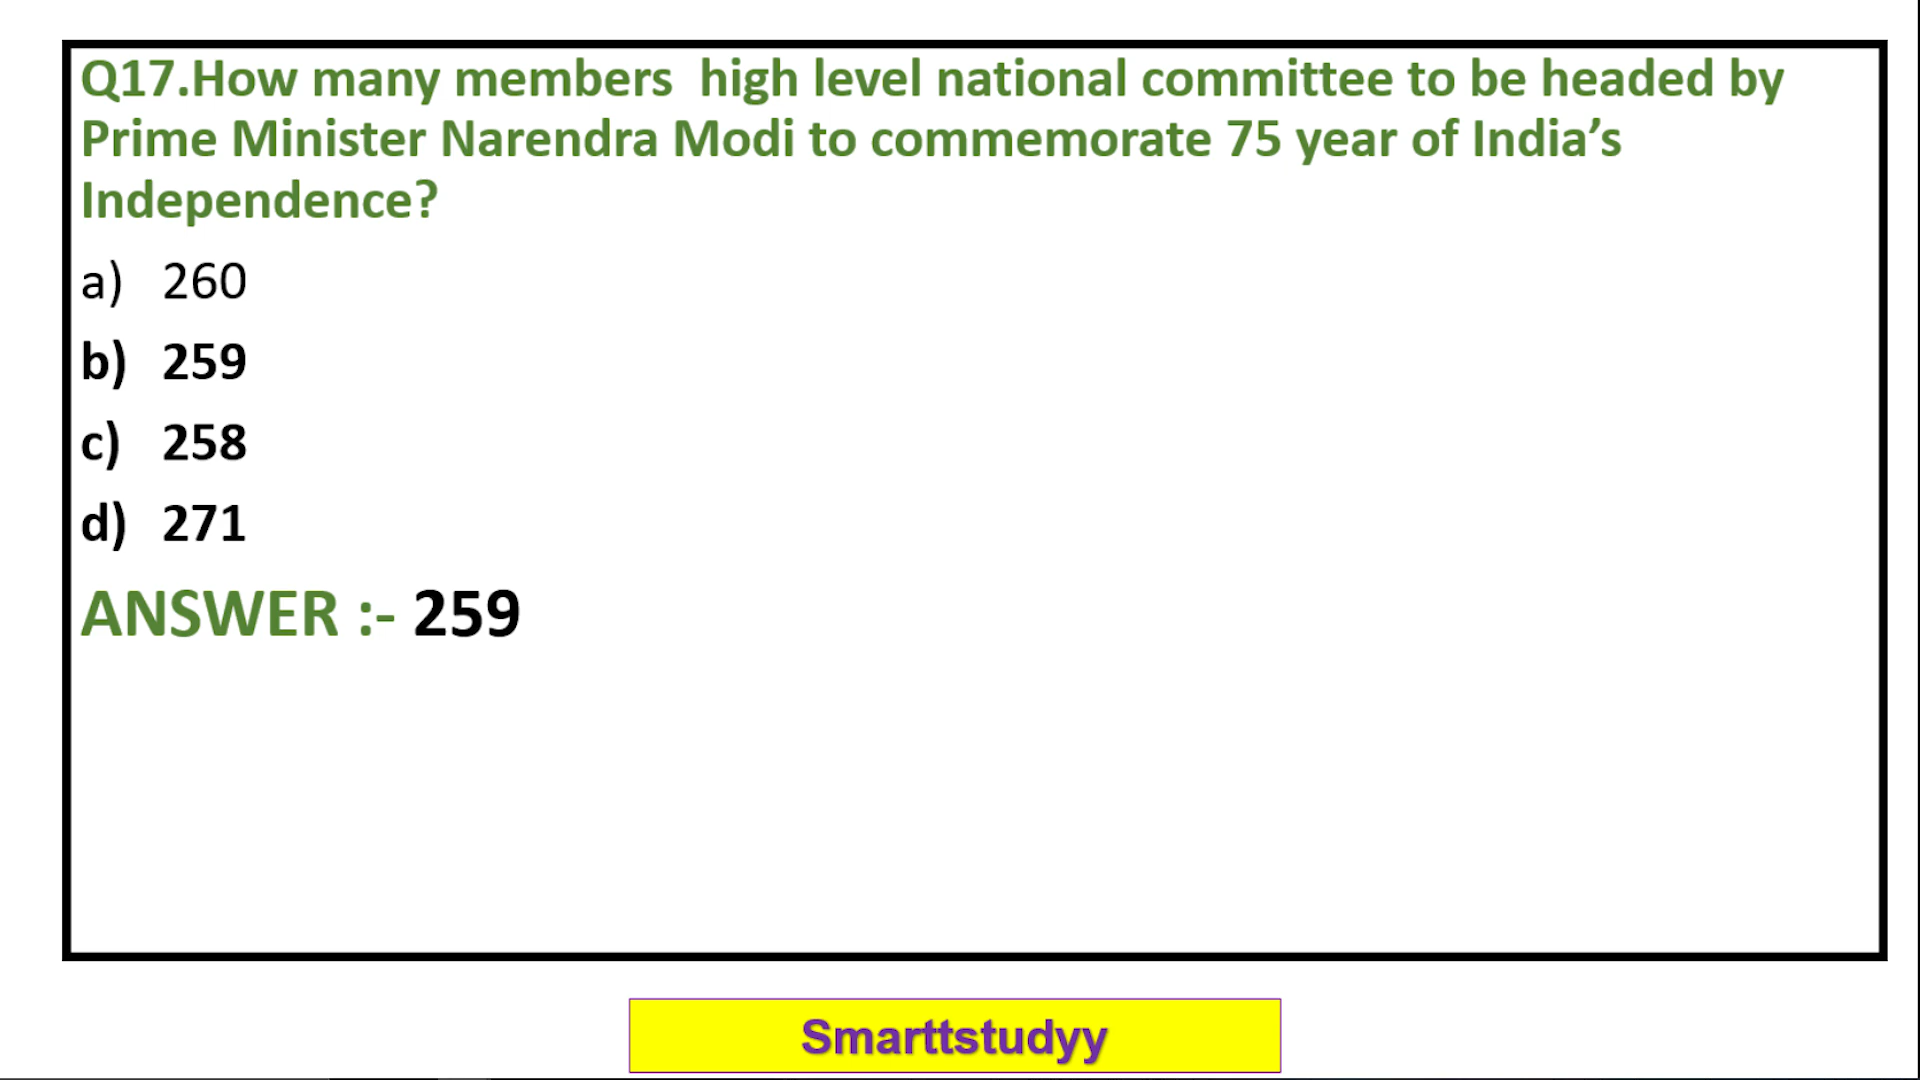 Q17.How many members  high level national committee to be headed by
Prime Minister Narendra Modi to commemorate 75 year of India’s
Independence?
a) 260
b) 259
c) 258
d) 271
ANSWER :- 259
Smarttstudyy